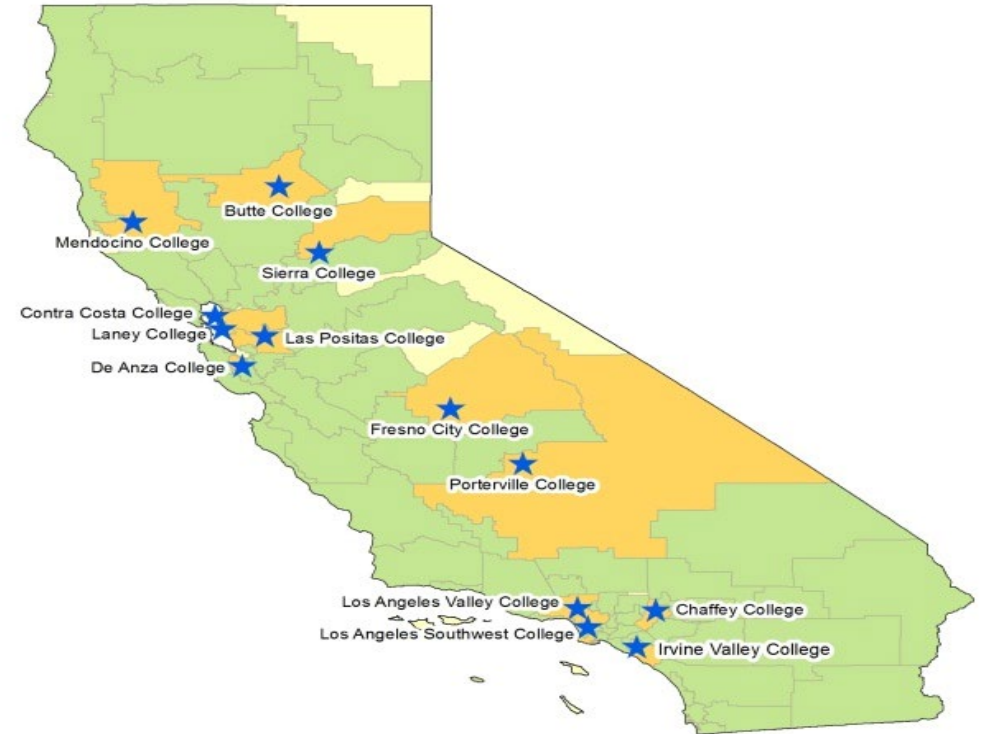 Butte College
Mendocino College
Sierra College
Contra Costa College
Laney College
Las Positas College
De Anza College
Fresno City College
Porterville College
Los Angeles Valley College
Chaffey College
Los Angeles Southwest College
Irvine Valley College